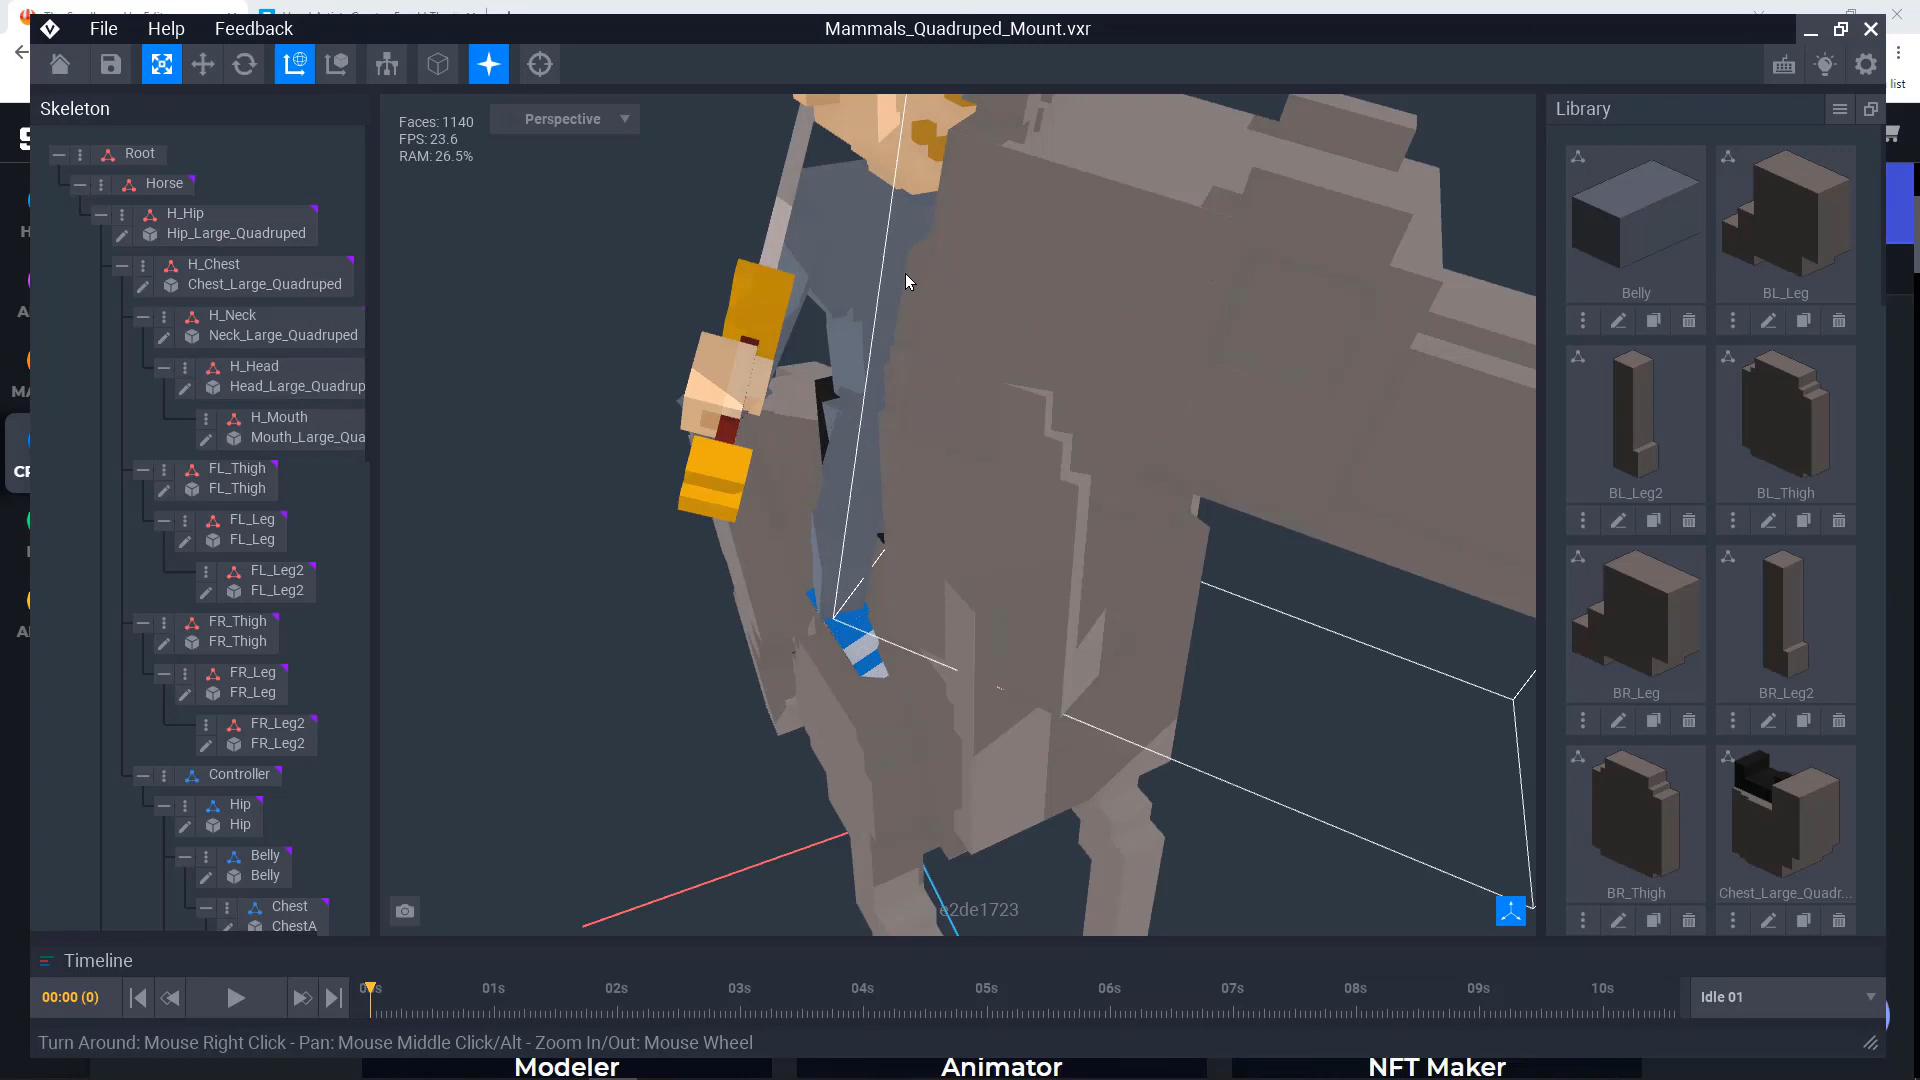 File Help Feedback
Mammals_Quadruped_Mount.vxr
Skeleton
Root
Horse
H_Hip
Hip_Large_Quadruped
H_Chest
Chest_Large_Quadruped
H_Neck
Neck_Large_Quadruped
H_Head
Head_Large_Quadrup
H_Mouth
Mouth_Large_Qua
FL_Thigh
FL_Thigh
FL_Leg
FL_Leg
FL_Leg2
FL_Leg2
FR_Thigh
FR_Thigh
FR_Leg
FR_Leg
FR_Leg2
FR_Leg2
Controller
Hip
Hip
Belly
Belly
Chest
ChestA
Faces: 1140
FPS: 23.6
RAM: 26.5%
Perspective
e2de1723
Library
list
Belly
BL_Leg
BL_Leg2
BL_Thigh
BR_Leg
BR_Leg2
BR_Thigh
Chest_Large_Quadr...
Timeline
00:00 (0)
01s 02s 03s 04s 05s 06s 07s 08s 09s 10s
Idle 01
Turn Around: Mouse Right Click - Pan: Mouse Middle Click/Alt - Zoom In/Out: Mouse Wheel
Modeler
Animator
NFT Maker